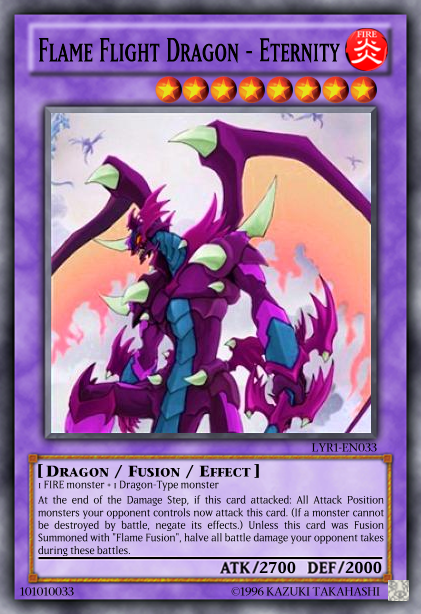 Flame Flight Dragon - Eternity
FIRE
炎
LYR1-EN033
[ Dragon / Fusion / Effect ]
1 FIRE monster + 1 Dragon-Type monster
At the end of the Damage Step, if this card attacked: All Attack Position
monsters your opponent controls now attack this card. (If a monster cannot
be destroyed by battle, negate its effects.) Unless this card was Fusion
Summoned with "Flame Fusion", halve all battle damage your opponent takes
during these battles.
ATK/2700 DEF/2000
101010033
©1996 KAZUKI TAKAHASHI